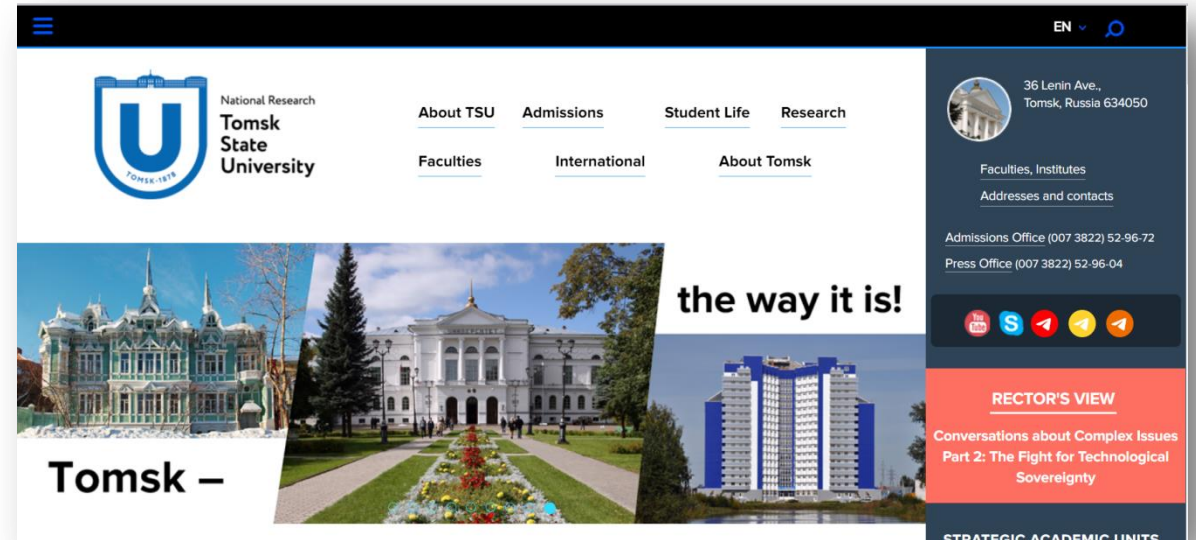 EN
National Research
Tomsk
State
University
TOMSK-1878
About TSU Admissions Student Life Research
Faculties International About Tomsk
36 Lenin Ave.,
Tomsk, Russia 634050
Faculties, Institutes
Addresses and contacts
Admissions Office (007 3822) 52-96-72
Press Office (007 3822) 52-96-04
You
Tube
S
the way it is!
Tomsk –
RECTOR'S VIEW
Conversations about Complex Issues
Part 2: The Fight for Technological
Sovereignty
STRATEGIC ACADEMIC UNITS